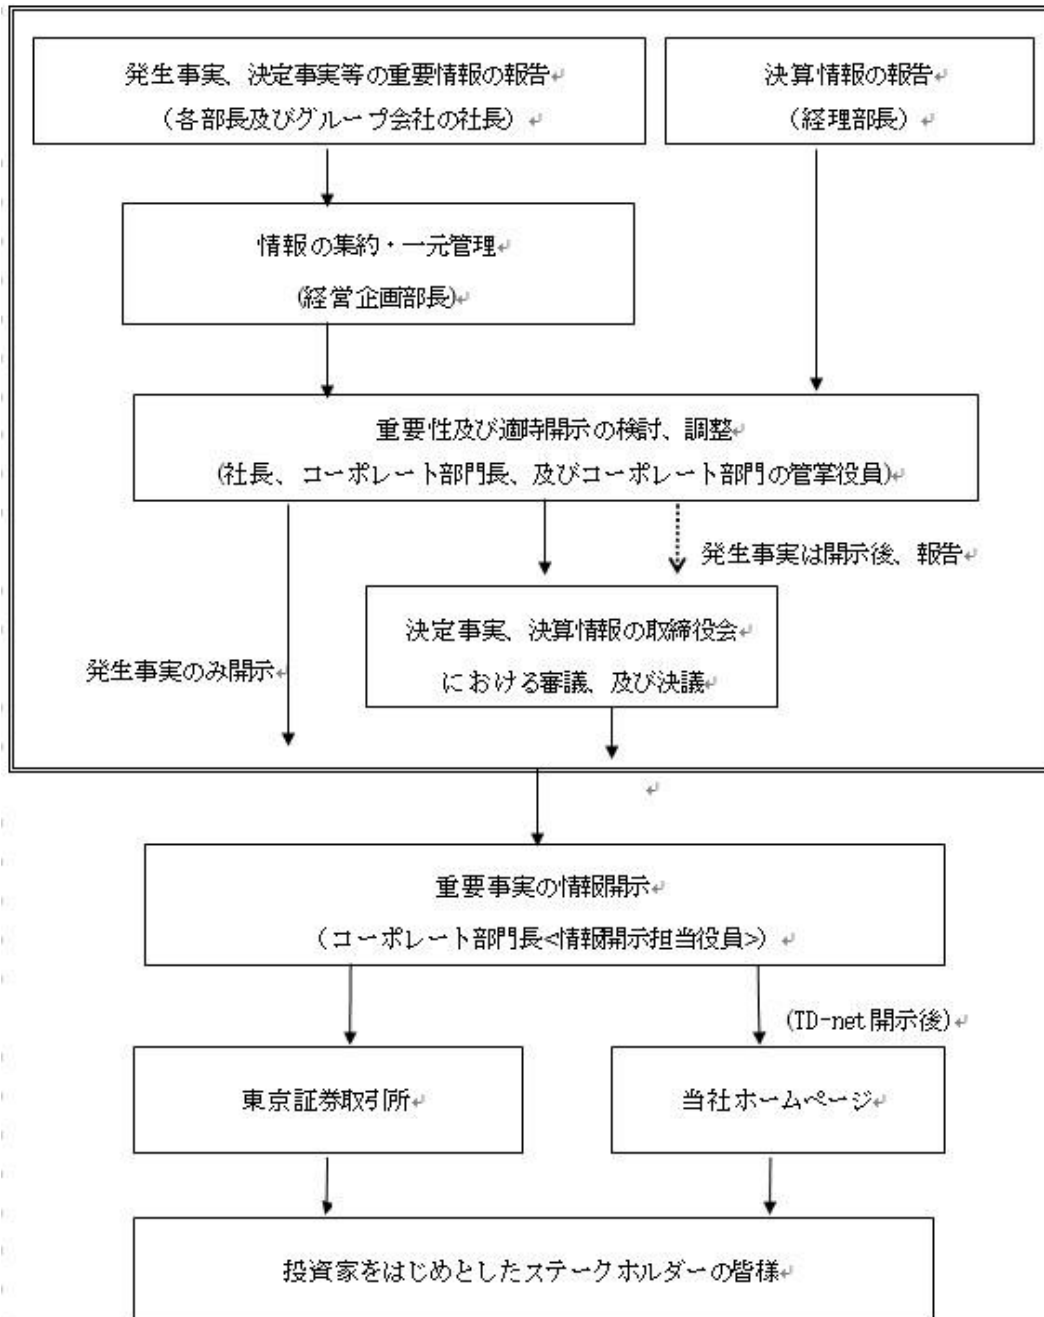 発生事実、決定事実等の重要情報の報告
（各部長及びグループ会社の社長）
決算情報の報告
（経理部長）
情報の集約・一元管理
(経営企画部長)
重要性及び適時開示の検討、調整
(社長、コーポレート部門長、及びコーポレート部門の管掌役員)
発生事実は開示後、報告
決定事実、決算情報の取締役会
における審議、及び決議
発生事実のみ開示
重要事実の情報開示
（コーポレート部門長<情報開示担当役員>）
(TD-net開示後)
東京証券取引所
当社ホームページ
投資家をはじめとしたステークホルダーの皆様